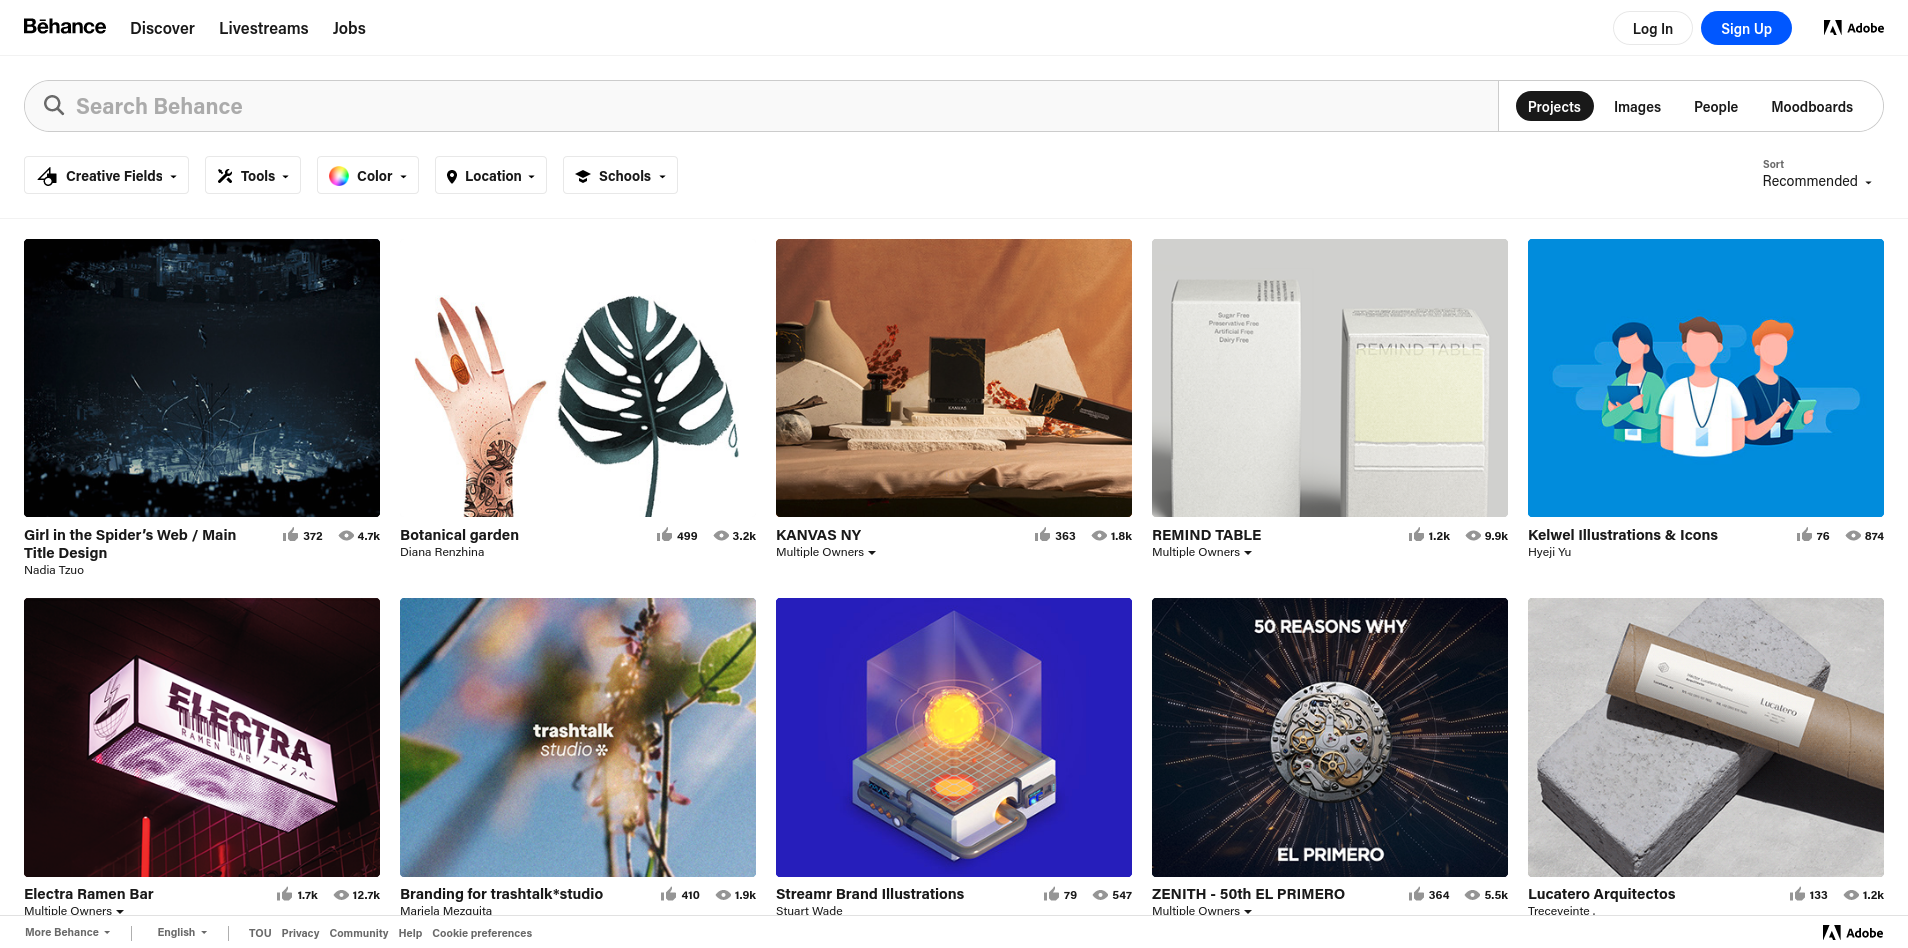 Bēhance Discover Livestreams Jobs Log In Sign Up Adobe
Search Behance Projects Images People Moodboards
Creative Fields Tools Color Location Schools
Sort
Recommended
Sugar Free
Preservative Free
Artificial Free
Dairy Free
REMIND TABLE
KANVAS
Girl in the Spider's Web / Main Title Design 372 4.7k
Nadia Tzuo
Botanical garden 499 3.2k
Diana Renzhina
KANVAS NY 363 1.8k
Multiple Owners
REMIND TABLE 1.2k 9.9k
Multiple Owners
Kelwel Illustrations & Icons 76 874
Hyeji Yu
ELECTRA
RAMEN BAR ラーメンバー
trashtalk
studio*
50 REASONS WHY
EL PRIMERO
Lucatero
Electra Ramen Bar 1.7k 12.7k
Multiple Owners
Branding for trashtalk*studio 410 1.9k
Mariela Mezquita
Streamr Brand Illustrations 79 547
Stuart Wade
ZENITH - 50th EL PRIMERO 364 5.5k
Multiple Owners
Lucatero Arquitectos 133 1.2k
Treceveinte .
More Behance English TOU Privacy Community Help Cookie preferences Adobe